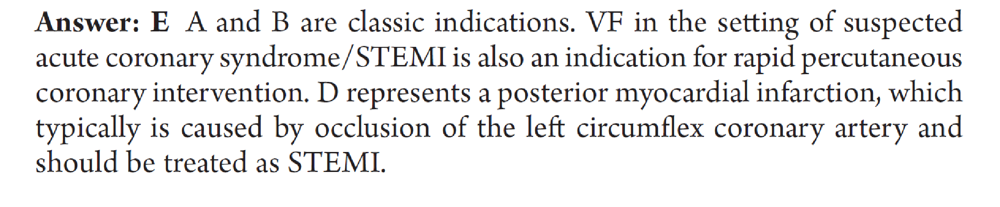 Answer: E A and B are classic indications. VF in the setting of suspected
acute coronary syndrome/STEMI is also an indication for rapid percutaneous
coronary intervention. D represents a posterior myocardial infarction, which
typically is caused by occlusion of the left circumflex coronary artery and
should be treated as STEMI.